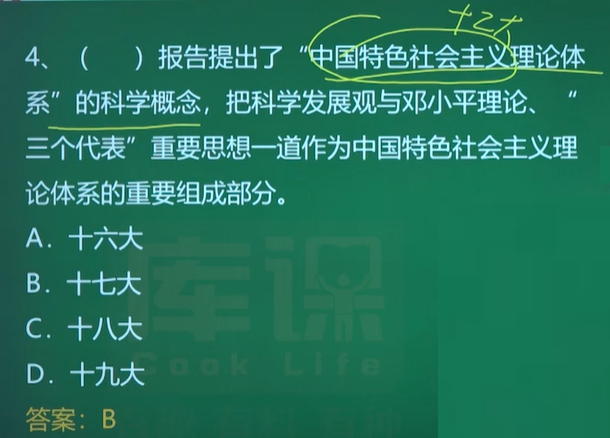 十二大
4、（ ）报告提出了“中国特色社会主义理论体
系”的科学概念，把科学发展观与邓小平理论、“
三个代表”重要思想一道作为中国特色社会主义理
论体系的重要组成部分。
A．十六大
B．十七大
C．十八大
D．十九大
库课
Cook Life
答案：B